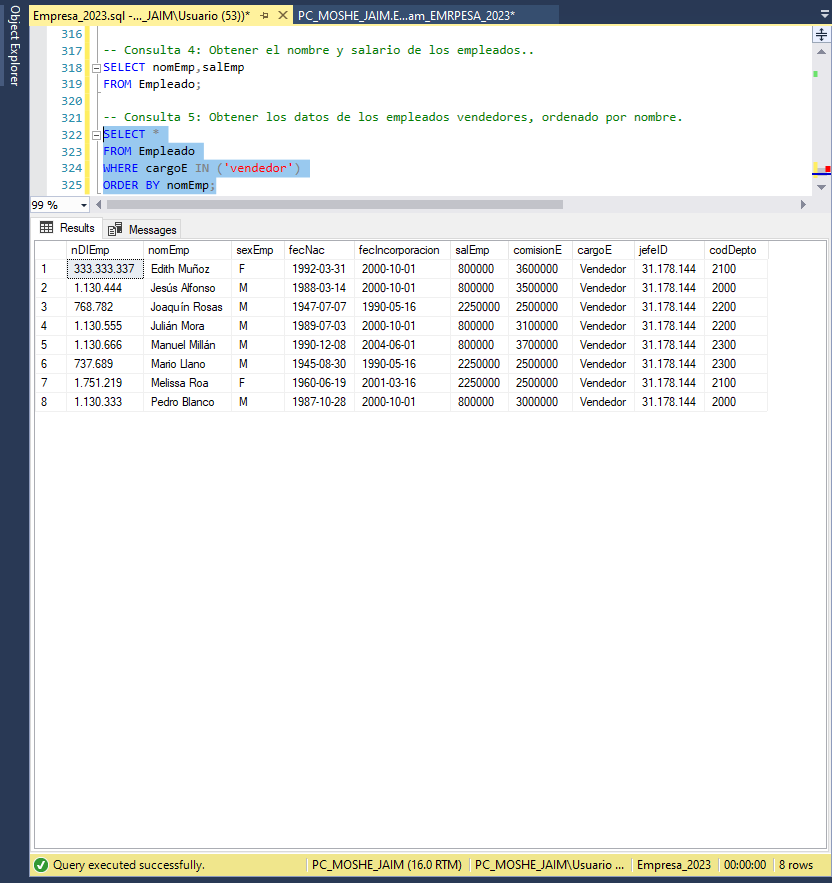 Object Explorer
Empresa_2023.sql -..._JAIM\Usuario (53))* PC_MOSHE_JAIM.E...am_EMRPESA_2023*
316
317 -- Consulta 4: Obtener el nombre y salario de los empleados..
318 SELECT nomEmp,salEmp
319 FROM Empleado;
320
321 -- Consulta 5: Obtener los datos de los empleados vendedores, ordenado por nombre.
322 SELECT *
323 FROM Empleado
324 WHERE cargoE IN ('vendedor')
325 ORDER BY nomEmp;
99 %
Results Messages
nDIEmp nomEmp sexEmp fecNac fecIncorporacion salEmp comisionE cargoE jefeID codDepto
1 333.333.337 Edith Muñoz F 1992-03-31 2000-10-01 800000 3600000 Vendedor 31.178.144 2100
2 1.130.444 Jesús Alfonso M 1988-03-14 2000-10-01 800000 3500000 Vendedor 31.178.144 2000
3 768.782 Joaquín Rosas M 1947-07-07 1990-05-16 2250000 2500000 Vendedor 31.178.144 2200
4 1.130.555 Julián Mora M 1989-07-03 2000-10-01 800000 3100000 Vendedor 31.178.144 2200
5 1.130.666 Manuel Millán M 1990-12-08 2004-06-01 800000 3700000 Vendedor 31.178.144 2300
6 737.689 Mario Llano M 1945-08-30 1990-05-16 2250000 2500000 Vendedor 31.178.144 2300
7 1.751.219 Melissa Roa F 1960-06-19 2001-03-16 2250000 2500000 Vendedor 31.178.144 2100
8 1.130.333 Pedro Blanco M 1987-10-28 2000-10-01 800000 3000000 Vendedor 31.178.144 2000
Query executed successfully. PC_MOSHE_JAIM (16.0 RTM) PC_MOSHE_JAIM\Usuario ... Empresa_2023 00:00:00 8 rows